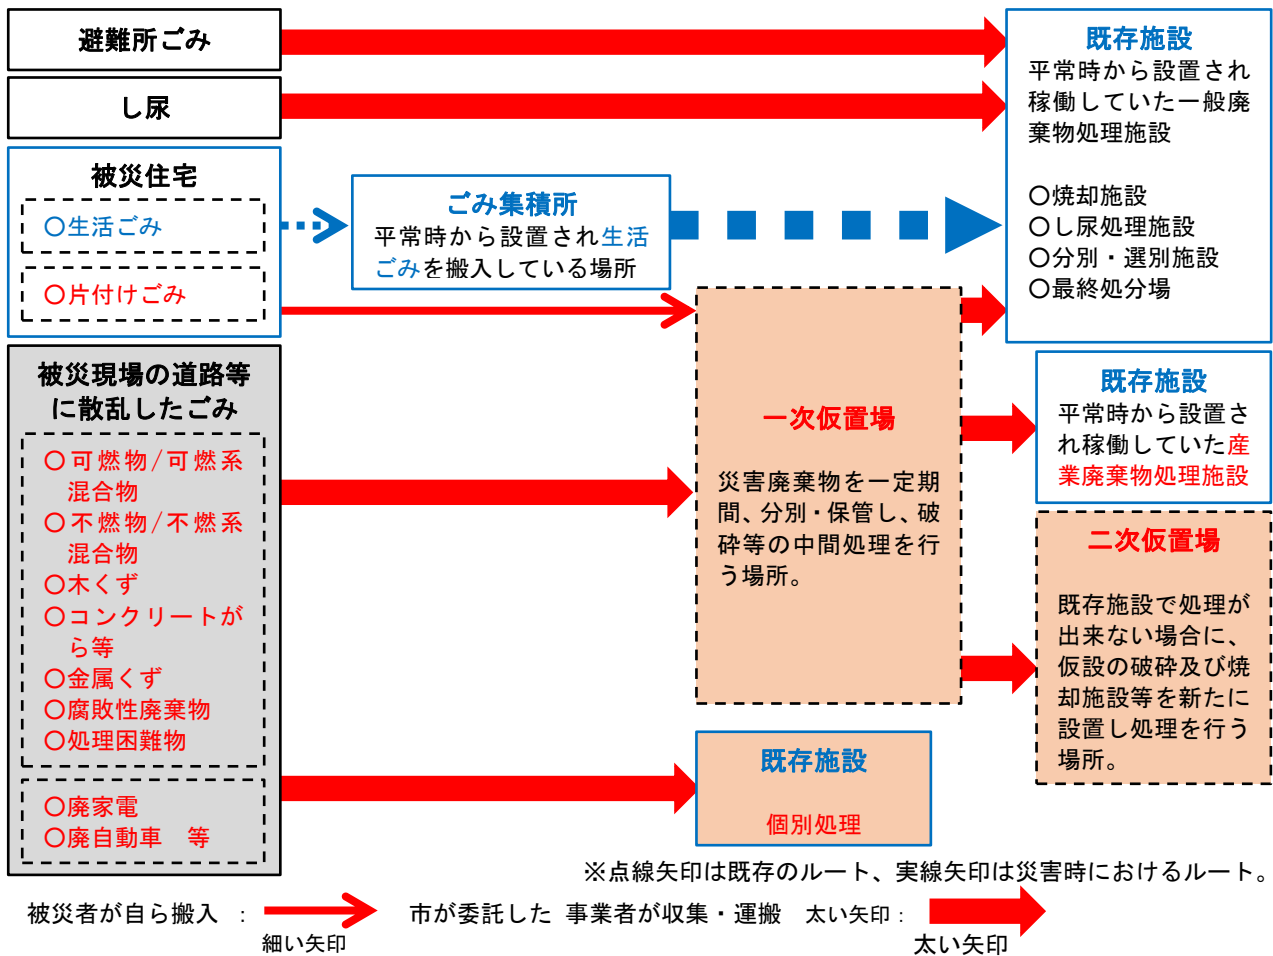 避難所ごみ
し尿
被災住宅
〇生活ごみ
〇片付けごみ
ごみ集積所
平常時から設置され生活
ごみを搬入している場所
既存施設
平常時から設置され
稼働していた一般廃
棄物処理施設
〇焼却施設
〇し尿処理施設
〇分別・選別施設
〇最終処分場
被災現場の道路等
に散乱したごみ
〇可燃物/可燃系
混合物
〇不燃物/不燃系
混合物
〇木くず
〇コンクリートが
ら等
〇金属くず
〇腐敗性廃棄物
〇処理困難物
〇廃家電
〇廃自動車　等
一次仮置場
災害廃棄物を一定期
間、分別・保管し、破
砕等の中間処理を行
う場所。
既存施設
平常時から設置さ
れ稼働していた産
業廃棄物処理施設
二次仮置場
既存施設で処理が
出来ない場合に、
仮設の破砕及び焼
却施設等を新たに
設置し処理を行う
場所。
既存施設
個別処理
※点線矢印は既存のルート、実線矢印は災害時におけるルート。
被災者が自ら搬入　：
細い矢印
市が委託した 事業者が収集・運搬　太い矢印：
太い矢印